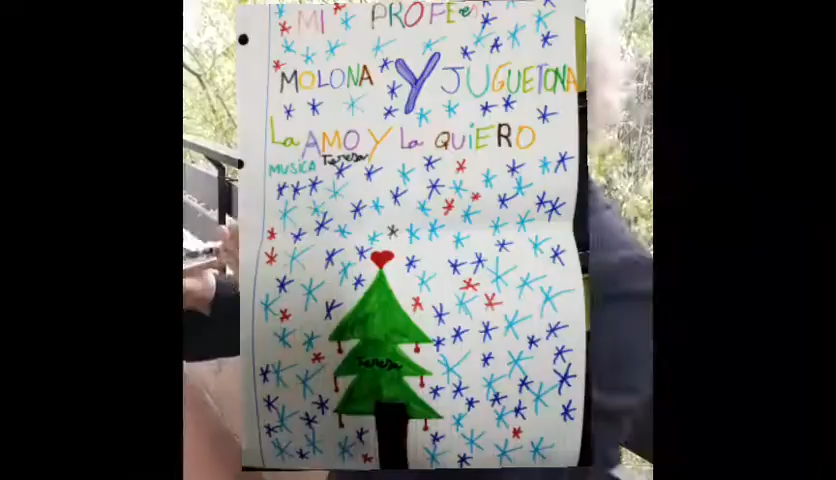 MI PROFE
MOLONA Y JUGUETONA
La AMO Y La QUIERO
MUSICA Teresa
Teresa